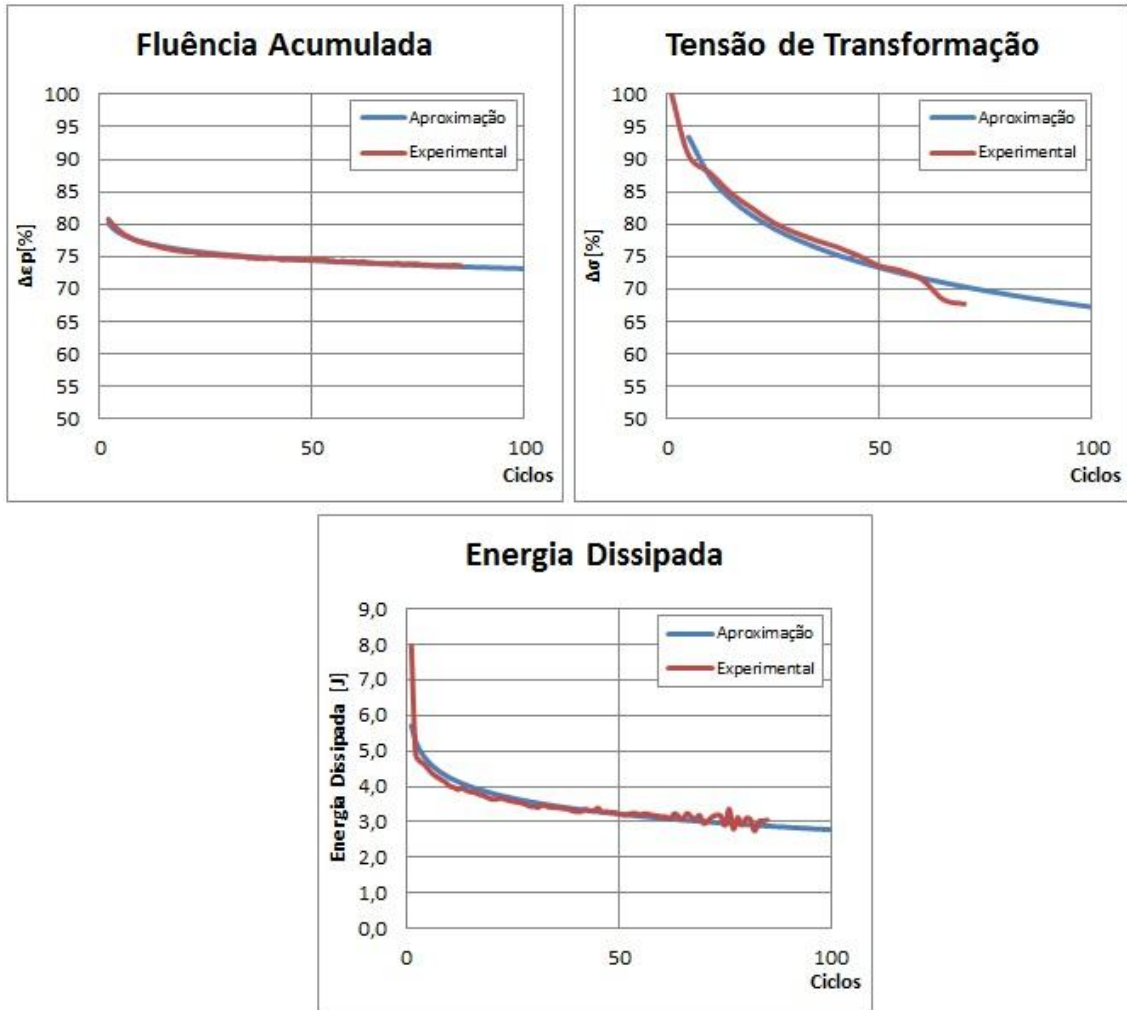 Fluência Acumulada
100
95
90
85
80
75
70
65
60
55
50
Δεp[%]
Aproximação
Experimental
0
50
100
Ciclos
Tensão de Transformação
100
95
90
85
80
75
70
65
60
55
50
Δσ[%]
Aproximação
Experimental
0
50
100
Ciclos
Energia Dissipada
9,0
8,0
7,0
6,0
5,0
4,0
3,0
2,0
1,0
0,0
Energia Dissipada [J]
Aproximação
Experimental
0
50
100
Ciclos